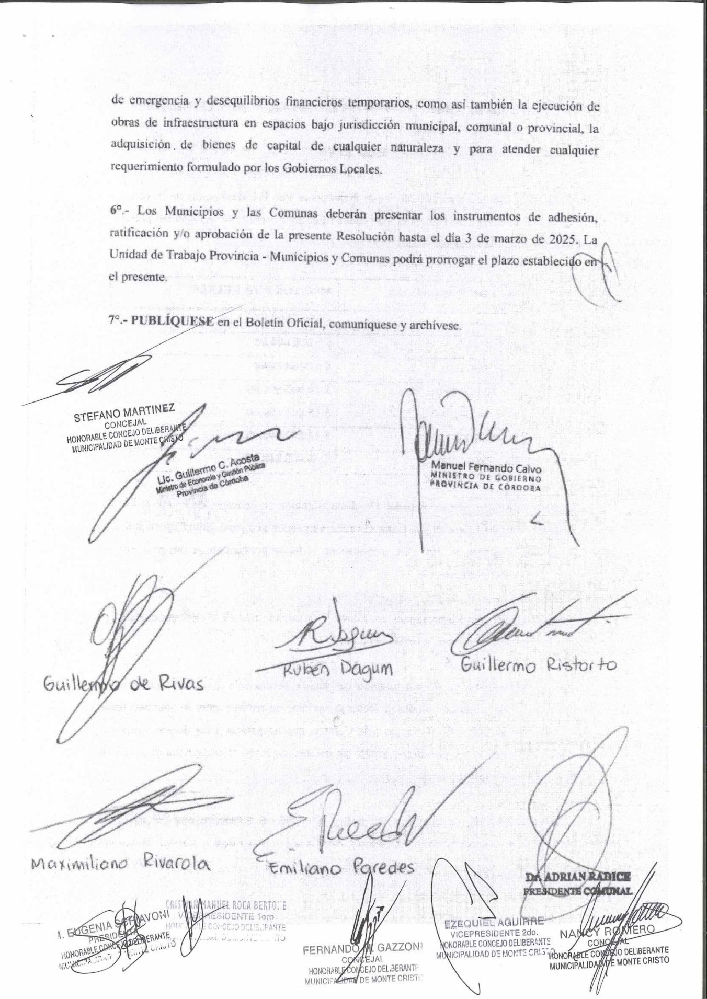 de emergencia y desequilibrios financieros temporarios, como así también la ejecución de
obras de infraestructura en espacios bajo jurisdicción municipal, comunal o provincial, la
adquisición de bienes de capital de cualquier naturaleza y para atender cualquier
requerimiento formulado por los Gobiernos Locales.
6°.- Los Municipios y las Comunas deberán presentar los instrumentos de adhesión,
ratificación y/o aprobación de la presente Resolución hasta el día 3 de marzo de 2025. La
Unidad de Trabajo Provincia - Municipios y Comunas podrá prorrogar el plazo establecido en
el presente.
7°.- PUBLÍQUESE en el Boletín Oficial, comuníquese y archívese.
STEFANO MARTINEZ
CONCEJAL
HONORABLE CONCEJO DELIBERANTE
MUNICIPALIDAD DE MONTE CRISTO
Lic. Guillermo C. Acosta
Ministro de Economía y Gestión Pública
Provincia de Córdoba
Manuel Fernando Calvo
MINISTRO DE GOBIERNO
PROVINCIA DE CÓRDOBA
Guillermo de Rivas
R Dagum
Rubén Dagum
Guillermo Ristorto
Maximiliano Rivarola
Emiliano Paredes
Dr. ADRIAN RADICE
PRESIDENTE COMUNAL
EUGENIA
PRESIDENTA
HONORABLE CONCEJO DELIBERANTE
MUNICIPALIDAD DE MONTE CRISTO
CRISTIAN MANUEL ROCA BERTONE
VICEPRESIDENTE 1ero.
HONORABLE CONCEJO DELIBERANTE
FERNANDO M. GAZZONI
CONCEJAL
HONORABLE CONCEJO DELIBERANTE
MUNICIPALIDAD DE MONTE CRISTO
EZEQUIEL AGUIRRE
VICEPRESIDENTE 2do.
HONORABLE CONCEJO DELIBERANTE
MUNICIPALIDAD DE MONTE CRISTO
NANCY ROMERO
CONCEJAL
HONORABLE CONCEJO DELIBERANTE
MUNICIPALIDAD DE MONTE CRISTO